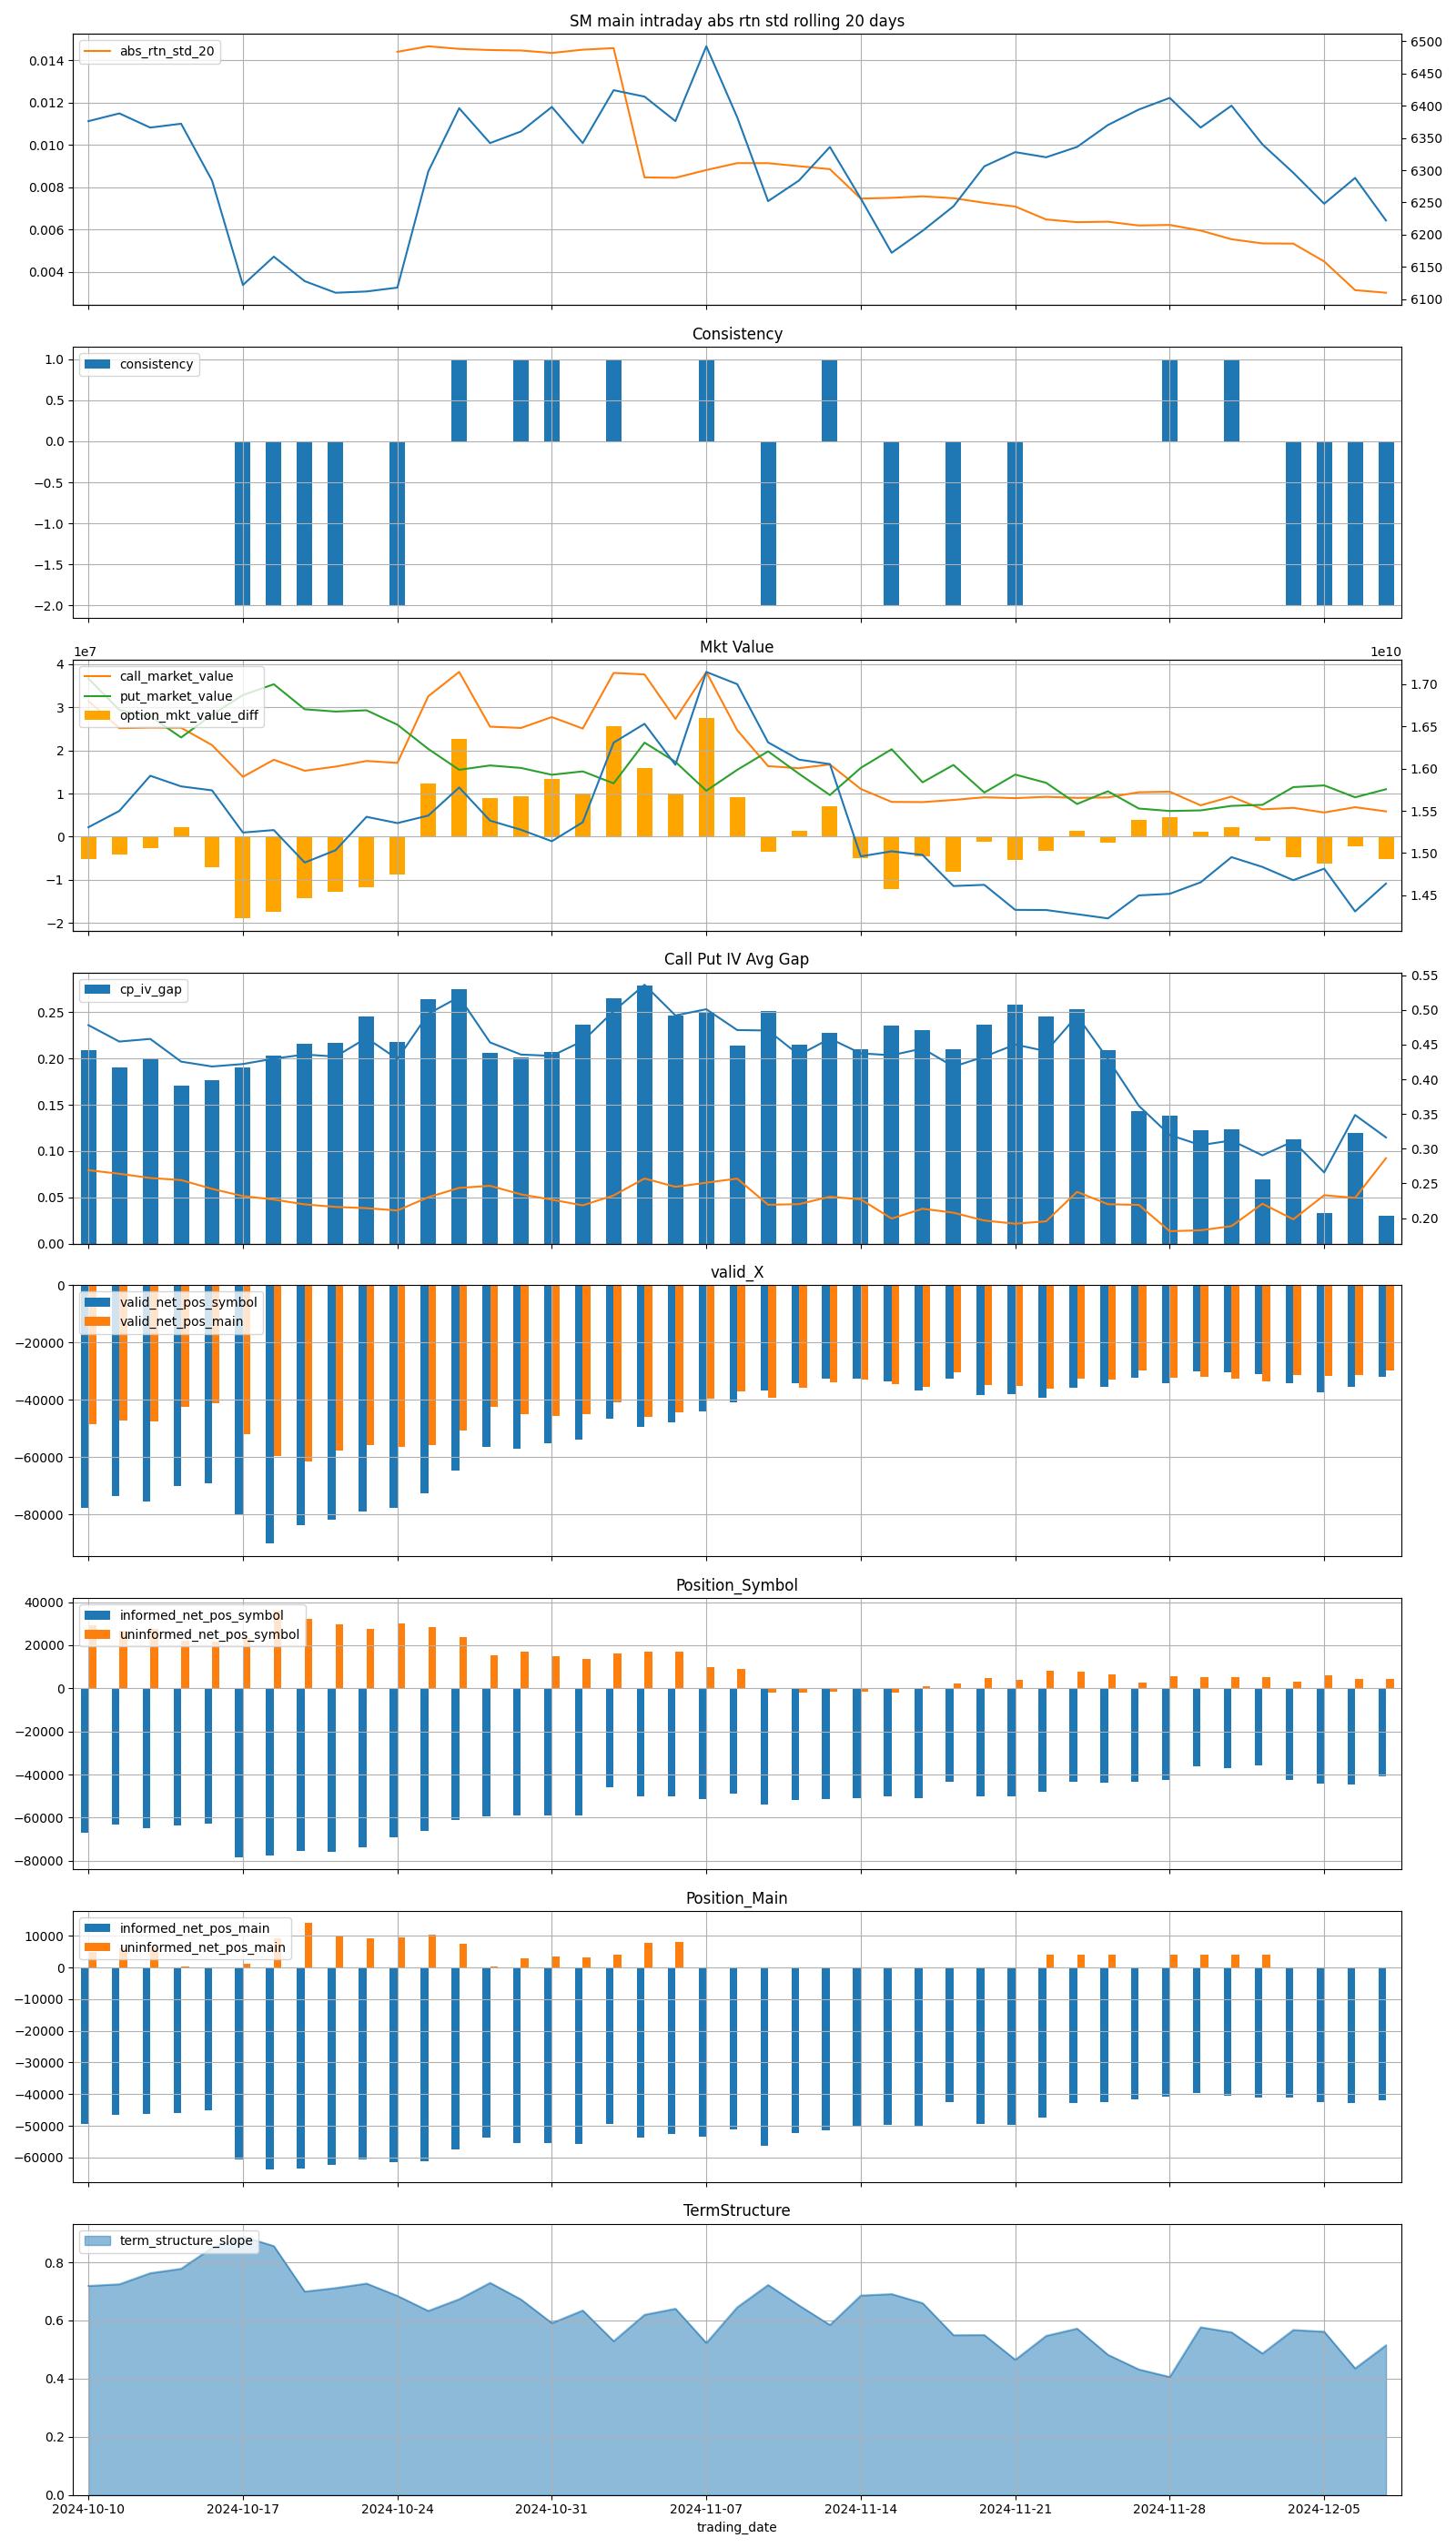 SM main intraday abs rtn std rolling 20 days
abs_rtn_std_20
0.014
0.012
0.010
0.008
0.006
0.004
6500
6450
6400
6350
6300
6250
6200
6150
6100
Consistency
consistency
1.0
0.5
0.0
−0.5
−1.0
−1.5
−2.0
Mkt Value
1e7
1e10
call_market_value
put_market_value
option_mkt_value_diff
4
3
2
1
0
−1
−2
1.70
1.65
1.60
1.55
1.50
1.45
Call Put IV Avg Gap
cp_iv_gap
0.25
0.20
0.15
0.10
0.05
0.00
0.55
0.50
0.45
0.40
0.35
0.30
0.25
0.20
valid_X
valid_net_pos_symbol
valid_net_pos_main
0
−20000
−40000
−60000
−80000
Position_Symbol
informed_net_pos_symbol
uninformed_net_pos_symbol
40000
20000
0
−20000
−40000
−60000
−80000
Position_Main
informed_net_pos_main
uninformed_net_pos_main
10000
0
−10000
−20000
−30000
−40000
−50000
−60000
TermStructure
term_structure_slope
0.8
0.6
0.4
0.2
0.0
2024-10-10 2024-10-17 2024-10-24 2024-10-31 2024-11-07 2024-11-14 2024-11-21 2024-11-28 2024-12-05
trading_date